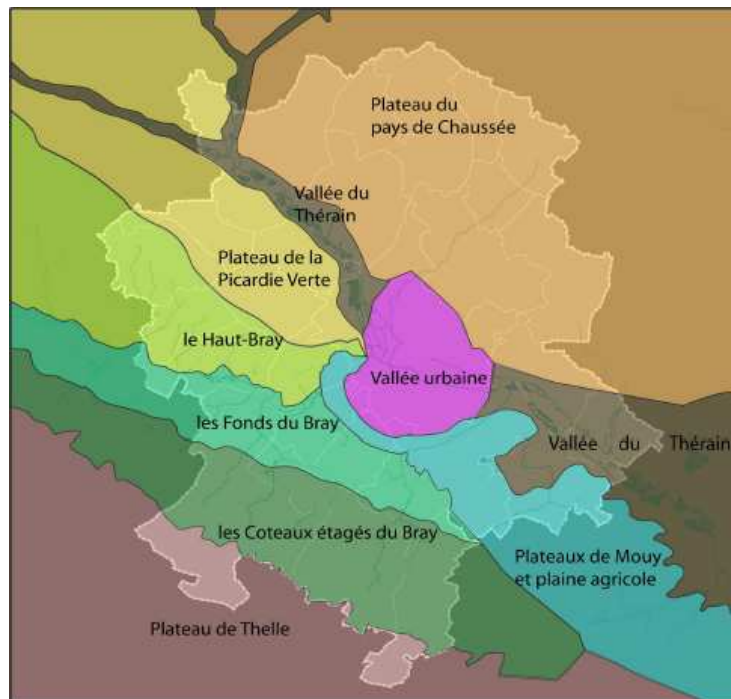 Plateau du
pays de Chaussée
Vallée du
Thérain
Plateau de la
Picardie Verte
le Haut-Bray
Vallée urbaine
les Fonds du Bray
Vallée du Thérain
les Coteaux étagés du Bray
Plateaux de Mouy
et plaine agricole
Plateau de Thelle